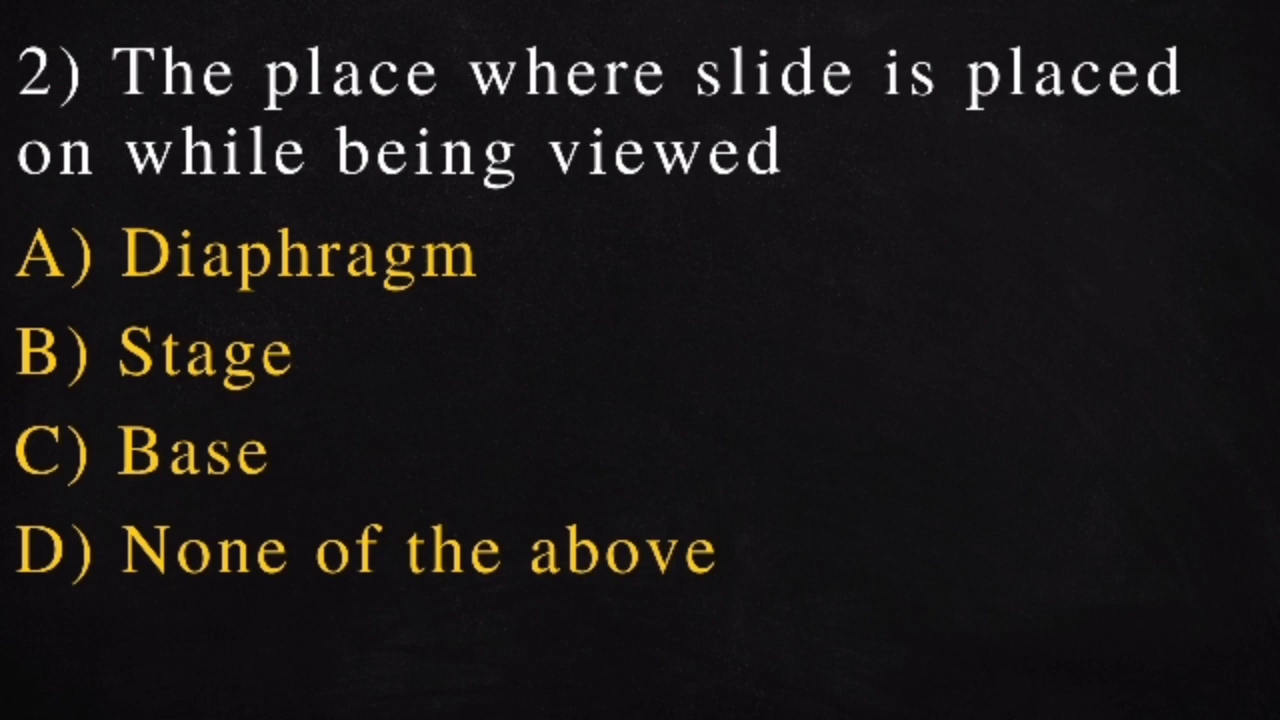 2) The place where slide is placed
on while being viewed
A) Diaphragm
B) Stage
C) Base
D) None of the above